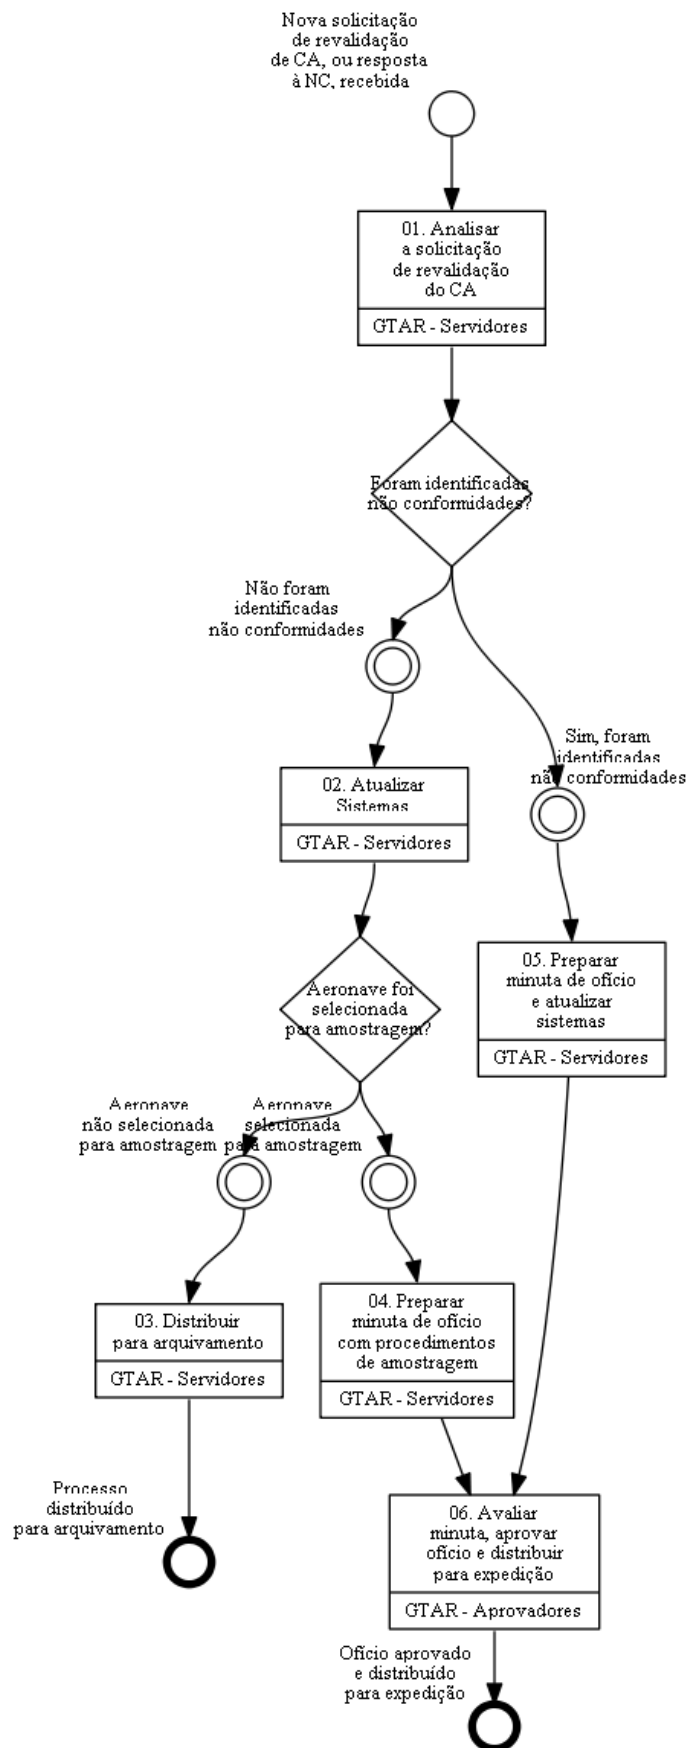 Nova solicitação
de revalidação
de CA, ou resposta
à NC, recebida
01. Analisar
a solicitação
de revalidação
do CA
GTAR - Servidores
Foram identificadas
não conformidades?
Não foram
identificadas
não conformidades
Sim, foram
identificadas
não conformidades
02. Atualizar
Sistemas
GTAR - Servidores
05. Preparar
minuta de ofício
e atualizar
sistemas
GTAR - Servidores
Aeronave foi
selecionada
para amostragem?
Aeronave
não selecionada
para amostragem
Aeronave
selecionada
para amostragem
03. Distribuir
para arquivamento
GTAR - Servidores
04. Preparar
minuta de ofício
com procedimentos
de amostragem
GTAR - Servidores
Processo
distribuído
para arquivamento
06. Avaliar
minuta, aprovar
ofício e distribuir
para expedição
GTAR - Aprovadores
Ofício aprovado
e distribuído
para expedição